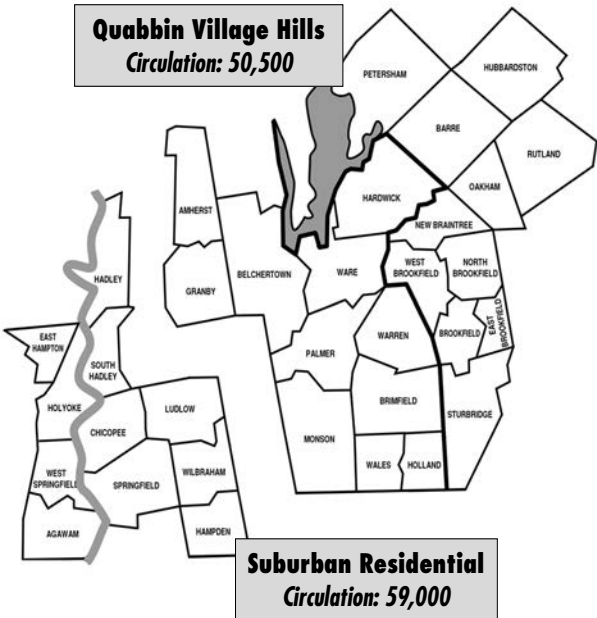 Quabbin Village Hills
Circulation: 50,500
PETERSHAM
HUBBARDSTON
BARRE
RUTLAND
OAKHAM
HARDWICK
NEW BRAINTREE
AMHERST
HADLEY
GRANBY
BELCHERTOWN
WARE
WEST
BROOKFIELD
NORTH
BROOKFIELD
EAST
HAMPTON
SOUTH
HADLEY
PALMER
WARREN
BROOKFIELD
EAST
BROOKFIELD
HOLYOKE
CHICOPEE
LUDLOW
MONSON
BRIMFIELD
STURBRIDGE
WEST
SPRINGFIELD
SPRINGFIELD
WILBRAHAM
WALES
HOLLAND
AGAWAM
HAMPDEN
Suburban Residential
Circulation: 59,000